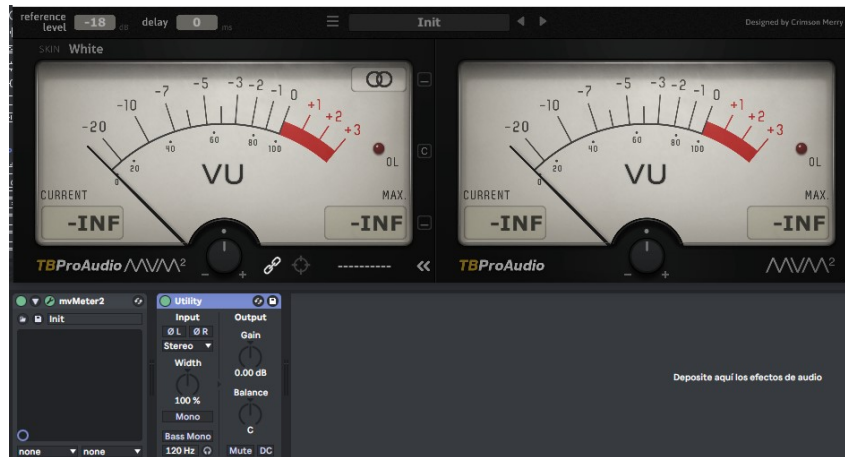 reference level -18 dB delay 0 ms Init Designed by Crimson Merry
SKIN White
-20 -10 -7 -5 -3 -2 -1 0 +1 +2 +3
0 20 40 60 80 100
VU
OL
C
CURRENT MAX.
-INF -INF
- +
TBProAudio MVM2 ---------- «
-20 -10 -7 -5 -3 -2 -1 0 +1 +2 +3
0 20 40 60 80 100
VU
OL
CURRENT MAX.
-INF -INF
- +
TBProAudio MVM2
mvMeter2
Init
none none
Utility
Input Output
Ø L Ø R Gain
Stereo
Width
0.00 dB
100 % Balance
Mono
C
Bass Mono
120 Hz Mute DC
Deposite aquí los efectos de audio